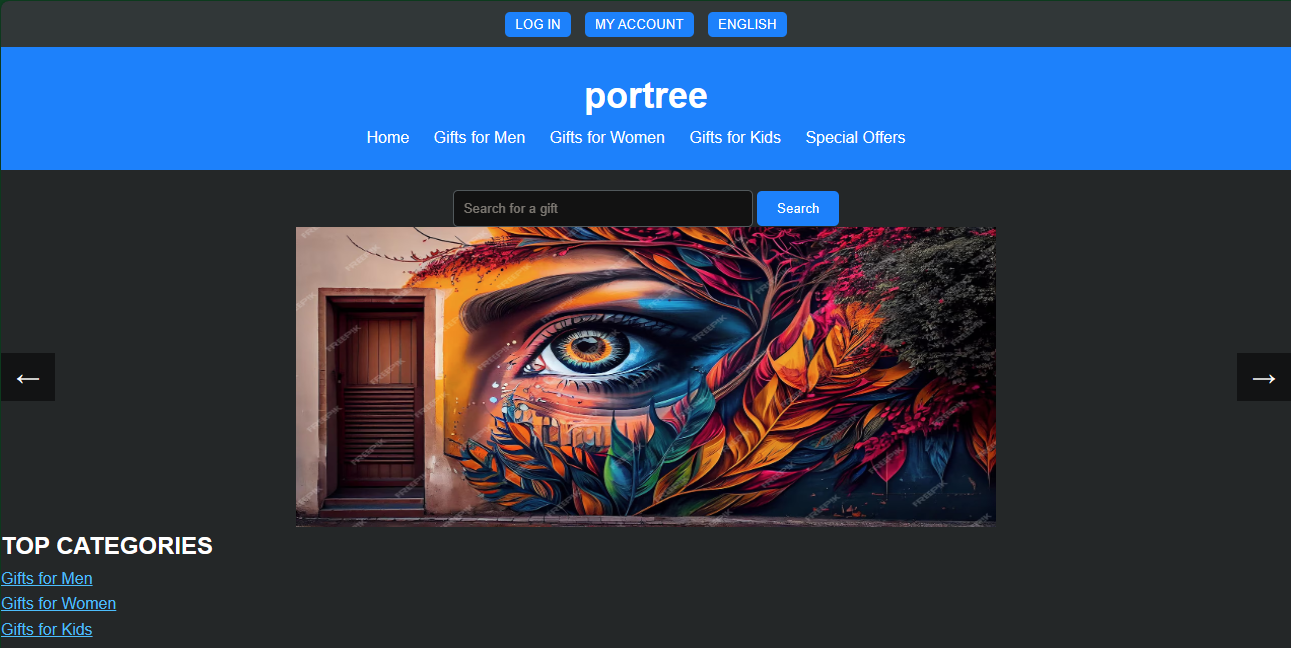 LOG IN MY ACCOUNT ENGLISH
portree
Home Gifts for Men Gifts for Women Gifts for Kids Special Offers
Search for a gift Search
FREEPIK
← →
TOP CATEGORIES
Gifts for Men
Gifts for Women
Gifts for Kids